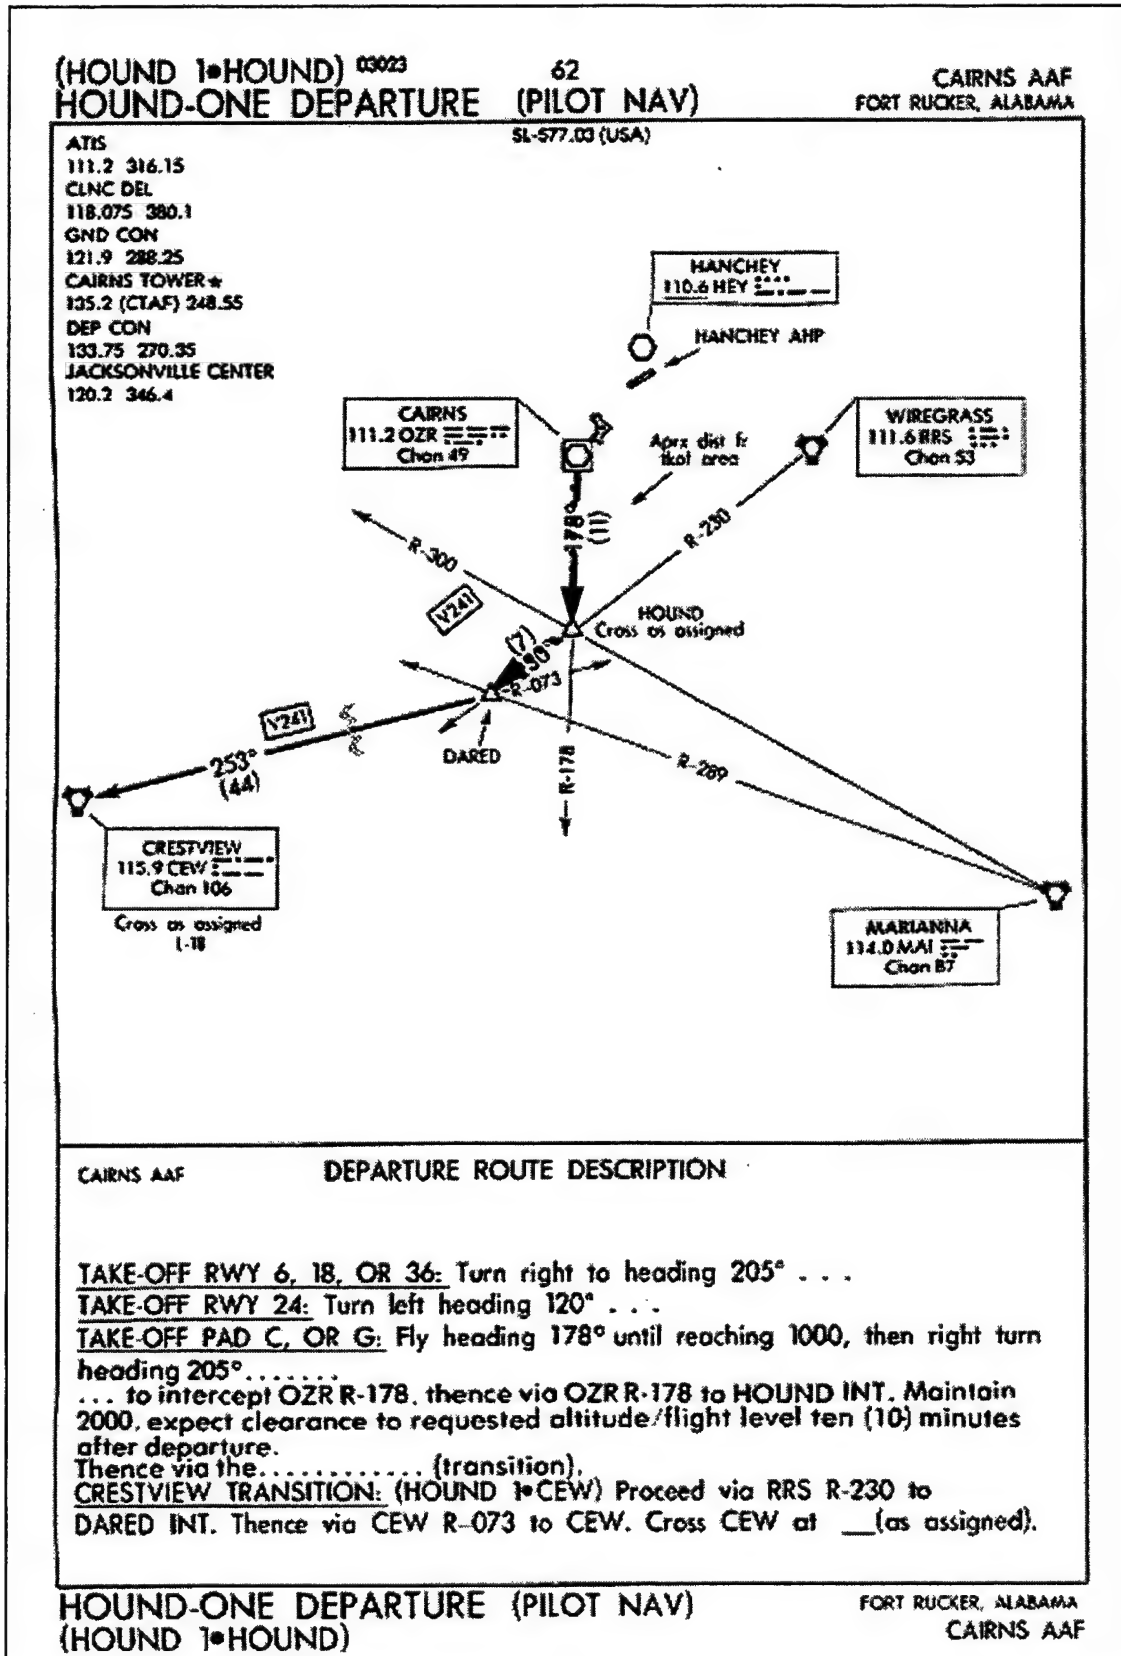 (HOUND 1•HOUND) 03023
62
CAIRNS AAF
HOUND-ONE DEPARTURE (PILOT NAV)
FORT RUCKER, ALABAMA
SL-577.03 (USA)
ATIS
111.2 316.15
CLNC DEL
118.075 380.1
GND CON
121.9 288.25
CAIRNS TOWER★
135.2 (CTAF) 248.55
DEP CON
133.75 270.35
JACKSONVILLE CENTER
120.2 346.4
HANCHEY
110.6 HEY
HANCHEY AHP
CAIRNS
111.2 OZR
Chan 49
Aprx dist fr
tkof area
WIREGRASS
111.6 RRS
Chan 53
178°
(11)
R-230
R-300
V241
HOUND
Cross as assigned
(7)
R-073
DARED
R-178
R-289
V241
253°
(44)
CRESTVIEW
115.9 CEW
Chan 106
Cross as assigned
L-18
MARIANNA
114.0 MAI
Chan 87
CAIRNS AAF
DEPARTURE ROUTE DESCRIPTION
TAKE-OFF RWY 6, 18, OR 36: Turn right to heading 205° . . .
TAKE-OFF RWY 24: Turn left heading 120° . . .
TAKE-OFF PAD C, OR G: Fly heading 178° until reaching 1000, then right turn
heading 205°.......
... to intercept OZR R-178, thence via OZR R-178 to HOUND INT. Maintain
2000, expect clearance to requested altitude/flight level ten (10) minutes
after departure.
Thence via the............ (transition).
CRESTVIEW TRANSITION: (HOUND 1•CEW) Proceed via RRS R-230 to
DARED INT. Thence via CEW R-073 to CEW. Cross CEW at __(as assigned).
HOUND-ONE DEPARTURE (PILOT NAV)
FORT RUCKER, ALABAMA
(HOUND 1•HOUND)
CAIRNS AAF